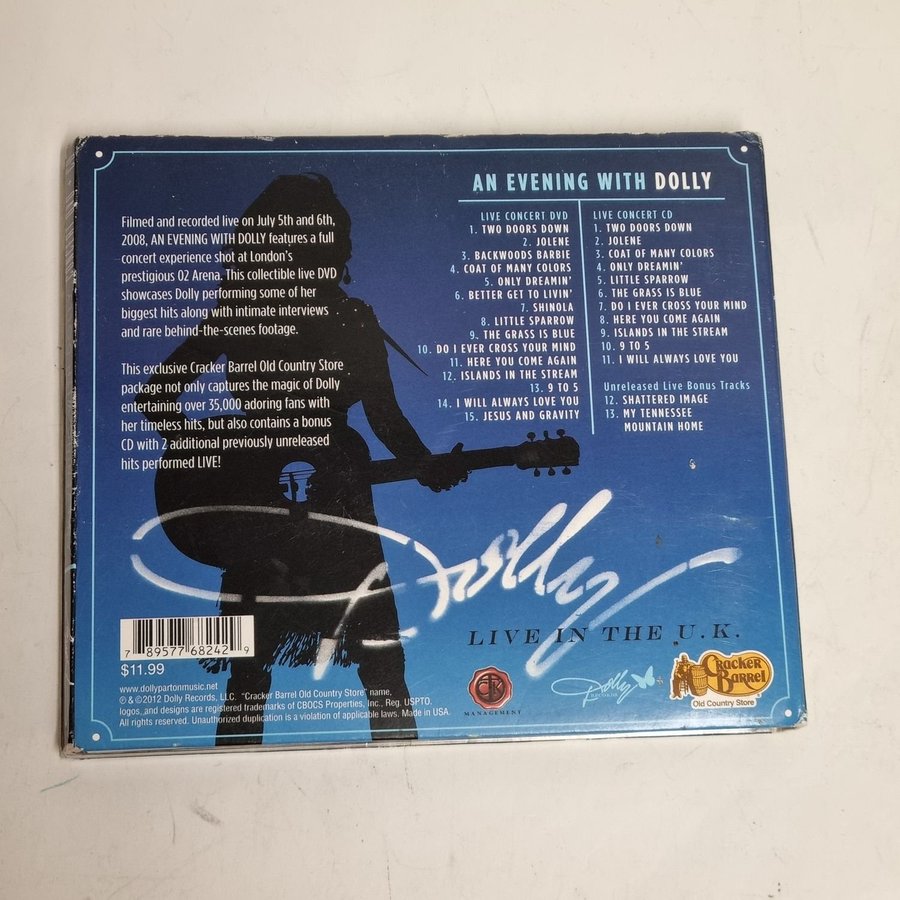 AN EVENING WITH DOLLY
Filmed and recorded live on July 5th and 6th,
2008, AN EVENING WITH DOLLY features a full
concert experience shot at London's
prestigious O2 Arena. This collectible live DVD
showcases Dolly performing some of her
biggest hits along with intimate interviews
and rare behind-the-scenes footage.
This exclusive Cracker Barrel Old Country Store
package not only captures the magic of Dolly
entertaining over 35,000 adoring fans with
her timeless hits, but also contains a bonus
CD with 2 additional previously unreleased
hits performed LIVE!
LIVE CONCERT DVD
1. TWO DOORS DOWN
2. JOLENE
3. BACKWOODS BARBIE
4. COAT OF MANY COLORS
5. ONLY DREAMIN'
6. BETTER GET TO LIVIN'
7. SHINOLA
8. LITTLE SPARROW
9. THE GRASS IS BLUE
10. DO I EVER CROSS YOUR MIND
11. HERE YOU COME AGAIN
12. ISLANDS IN THE STREAM
13. 9 TO 5
14. I WILL ALWAYS LOVE YOU
15. JESUS AND GRAVITY
LIVE CONCERT CD
1. TWO DOORS DOWN
2. JOLENE
3. COAT OF MANY COLORS
4. ONLY DREAMIN'
5. LITTLE SPARROW
6. THE GRASS IS BLUE
7. DO I EVER CROSS YOUR MIND
8. HERE YOU COME AGAIN
9. ISLANDS IN THE STREAM
10. 9 TO 5
11. I WILL ALWAYS LOVE YOU
Unreleased Live Bonus Tracks
12. SHATTERED IMAGE
13. MY TENNESSEE
MOUNTAIN HOME
Dolly
LIVE IN THE U.K.
7 89577 68242 9
$11.99
www.dollypartonmusic.net
℗ & ©2012 Dolly Records, LLC. "Cracker Barrel Old Country Store" name,
logos, and designs are registered trademarks of CBOCS Properties, Inc., Reg. USPTO.
All rights reserved. Unauthorized duplication is a violation of applicable laws. Made in USA.
CTK
MANAGEMENT
Dolly
RECORDS
Cracker
Barrel
Old Country Store